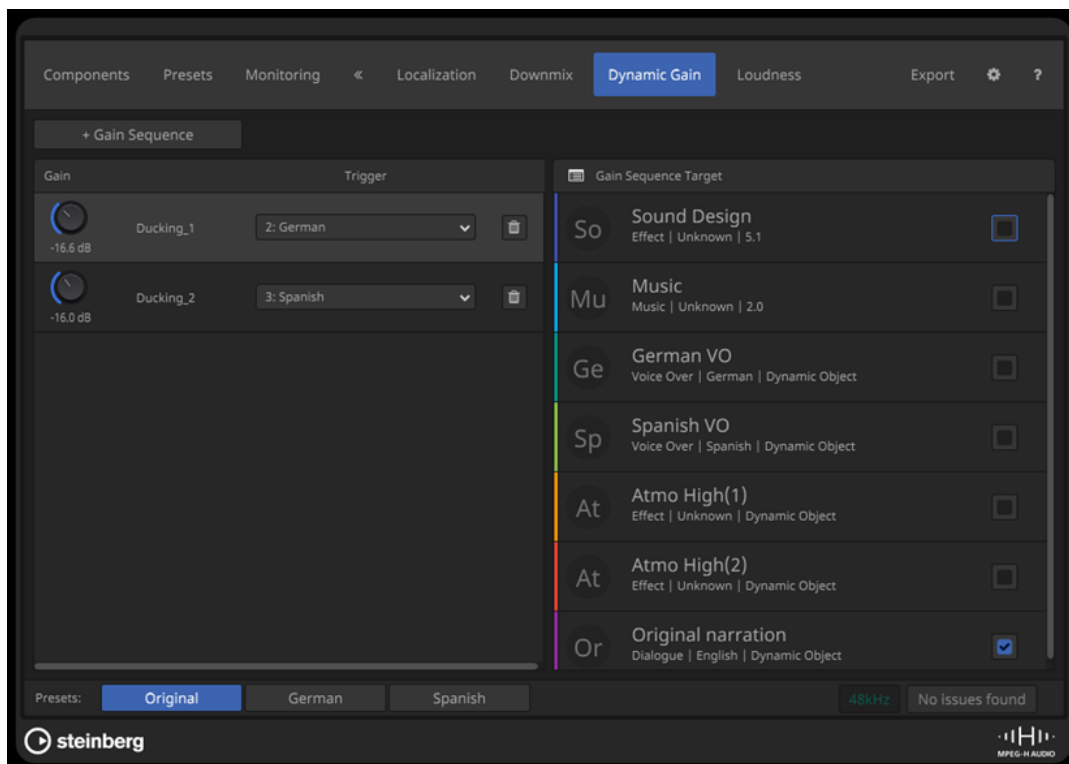 Components Presets Monitoring « Localization Downmix Dynamic Gain Loudness Export ?
+ Gain Sequence
Gain Trigger
Ducking_1 2: German
-16.6 dB
Ducking_2 3: Spanish
-16.0 dB
Gain Sequence Target
So Sound Design
Effect | Unknown | 5.1
Mu Music
Music | Unknown | 2.0
Ge German VO
Voice Over | German | Dynamic Object
Sp Spanish VO
Voice Over | Spanish | Dynamic Object
At Atmo High(1)
Effect | Unknown | Dynamic Object
At Atmo High(2)
Effect | Unknown | Dynamic Object
Or Original narration
Dialogue | English | Dynamic Object
Presets: Original German Spanish 48kHz No issues found
steinberg
MPEG-H AUDIO